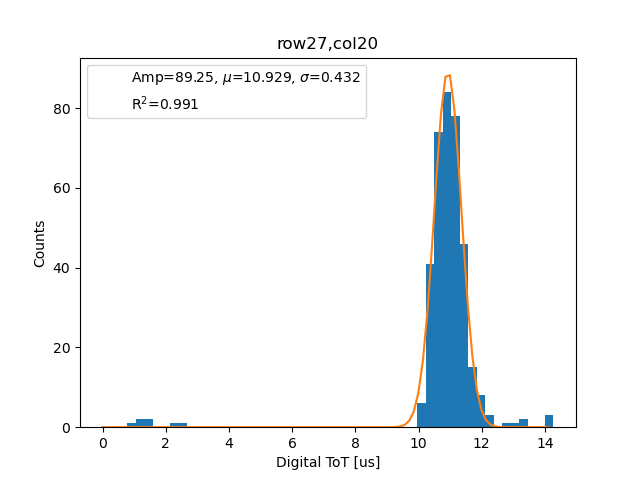 row27,col20
Amp=89.25, μ=10.929, σ=0.432
R²=0.991
Counts
80
60
40
20
0
0 2 4 6 8 10 12 14
Digital ToT [us]